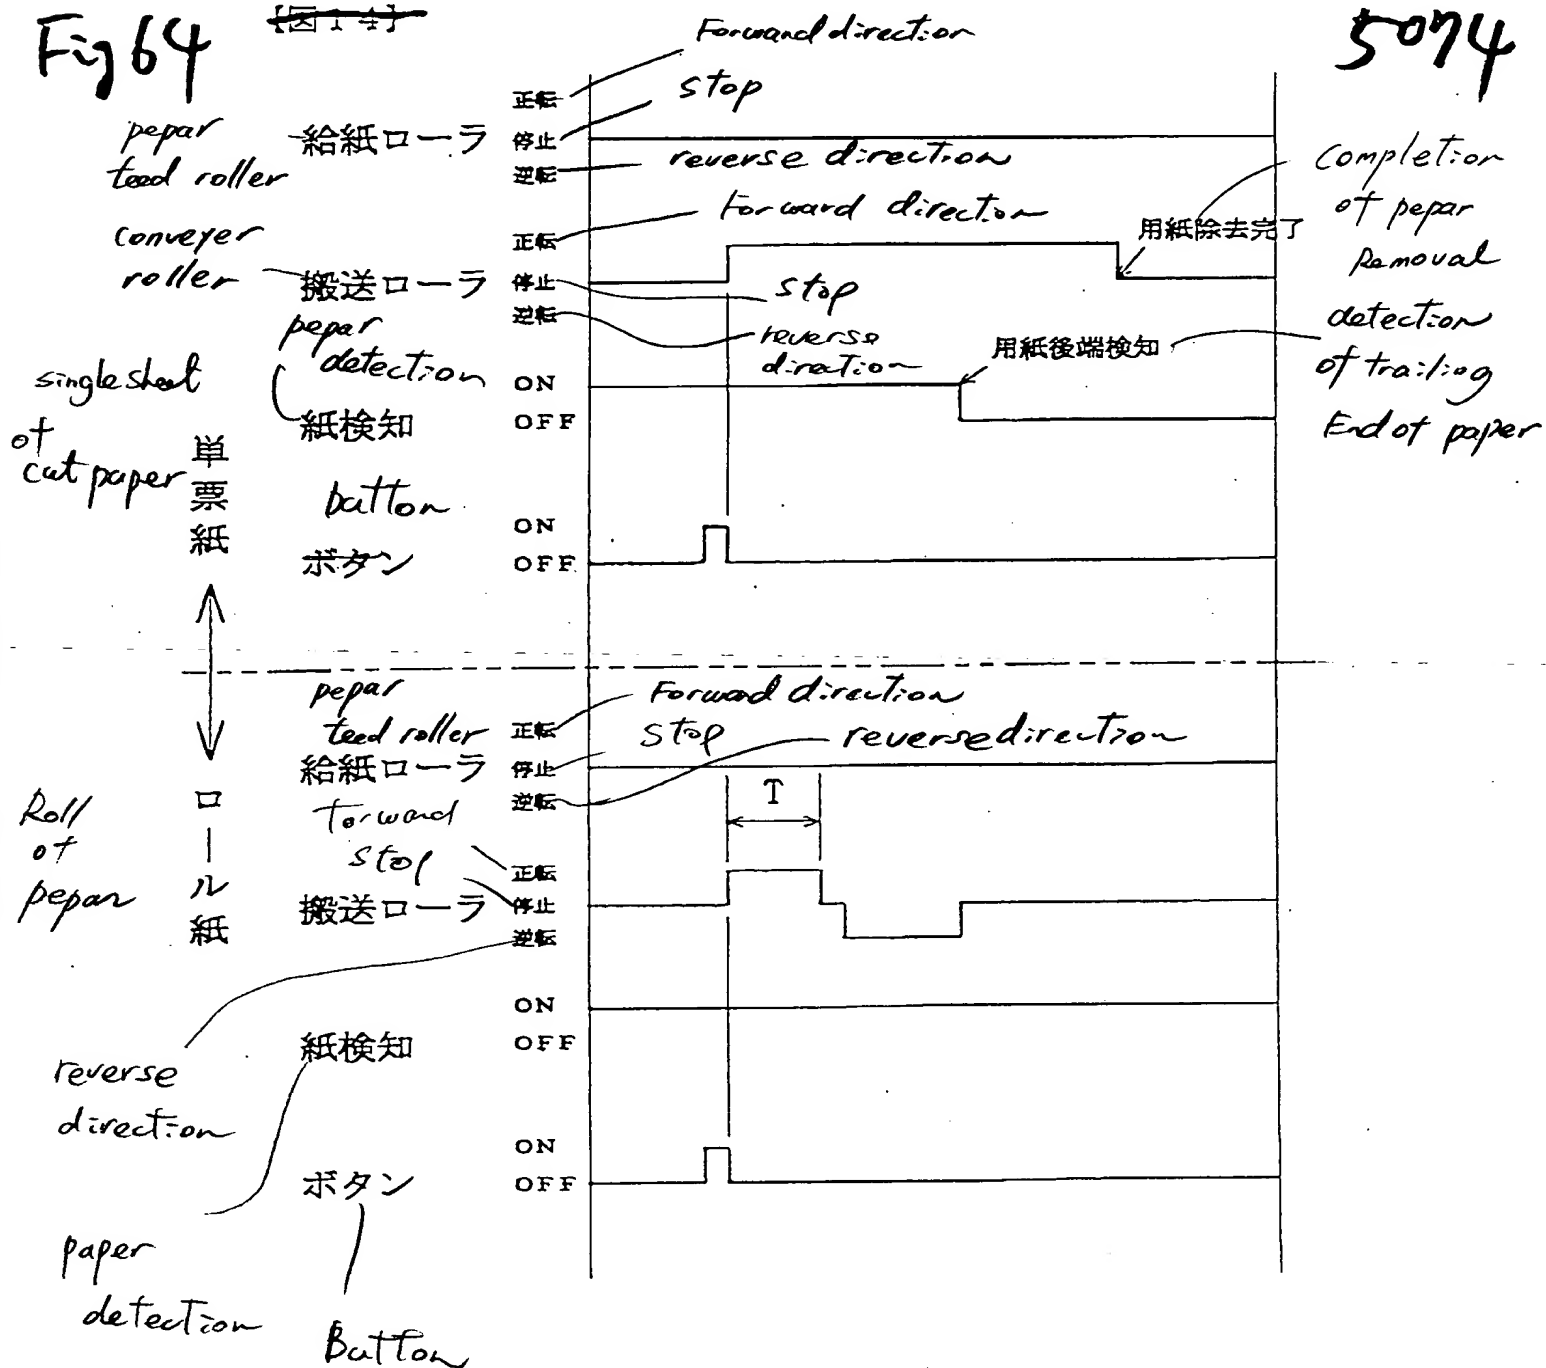 Fig 64
【図14】
5074
Forward direction
正転
stop
pepar
feed roller
給紙ローラ
停止
逆転
reverse direction
Completion
of pepar
Removal
Forward direction
正転
用紙除去完了
conveyer
roller
搬送ローラ
停止
stop
逆転
reverse
direction
pepar
detection
用紙後端検知
detection
of trailing
End of paper
single sheet
of
cut paper
ON
紙検知
OFF
単票紙
button
ON
ボタン
OFF
pepar
feed roller
Forward direction
正転
stop
reverse direction
給紙ローラ
停止
逆転
T
Roll
of
pepar
ロール紙
forward
stop
正転
搬送ローラ
停止
逆転
reverse
direction
ON
紙検知
OFF
paper
detection
ON
ボタン
OFF
Button